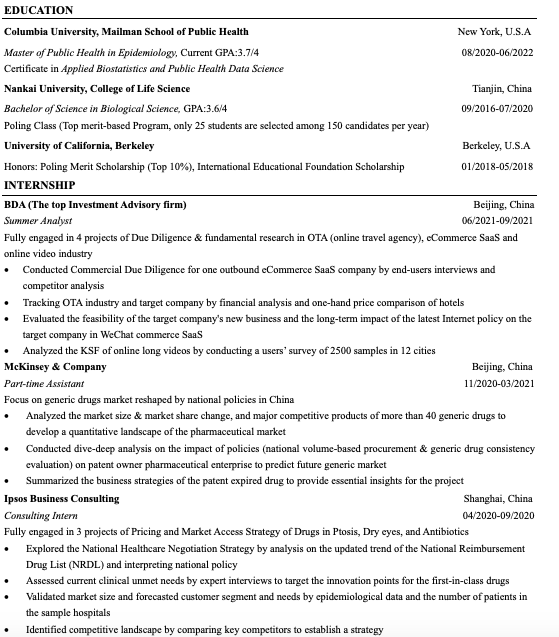 EDUCATION
Columbia University, Mailman School of Public Health New York, U.S.A
Master of Public Health in Epidemiology, Current GPA:3.7/4 08/2020-06/2022
Certificate in Applied Biostatistics and Public Health Data Science
Nankai University, College of Life Science Tianjin, China
Bachelor of Science in Biological Science, GPA:3.6/4 09/2016-07/2020
Poling Class (Top merit-based Program, only 25 students are selected among 150 candidates per year)
University of California, Berkeley Berkeley, U.S.A
Honors: Poling Merit Scholarship (Top 10%), International Educational Foundation Scholarship 01/2018-05/2018
INTERNSHIP
BDA (The top Investment Advisory firm) Beijing, China
Summer Analyst 06/2021-09/2021
Fully engaged in 4 projects of Due Diligence & fundamental research in OTA (online travel agency), eCommerce SaaS and
online video industry
• Conducted Commercial Due Diligence for one outbound eCommerce SaaS company by end-users interviews and
competitor analysis
• Tracking OTA industry and target company by financial analysis and one-hand price comparison of hotels
• Evaluated the feasibility of the target company's new business and the long-term impact of the latest Internet policy on the
target company in WeChat commerce SaaS
• Analyzed the KSF of online long videos by conducting a users' survey of 2500 samples in 12 cities
McKinsey & Company Beijing, China
Part-time Assistant 11/2020-03/2021
Focus on generic drugs market reshaped by national policies in China
• Analyzed the market size & market share change, and major competitive products of more than 40 generic drugs to
develop a quantitative landscape of the pharmaceutical market
• Conducted dive-deep analysis on the impact of policies (national volume-based procurement & generic drug consistency
evaluation) on patent owner pharmaceutical enterprise to predict future generic market
• Summarized the business strategies of the patent expired drug to provide essential insights for the project
Ipsos Business Consulting Shanghai, China
Consulting Intern 04/2020-09/2020
Fully engaged in 3 projects of Pricing and Market Access Strategy of Drugs in Ptosis, Dry eyes, and Antibiotics
• Explored the National Healthcare Negotiation Strategy by analysis on the updated trend of the National Reimbursement
Drug List (NRDL) and interpreting national policy
• Assessed current clinical unmet needs by expert interviews to target the innovation points for the first-in-class drugs
• Validated market size and forecasted customer segment and needs by epidemiological data and the number of patients in
the sample hospitals
• Identified competitive landscape by comparing key competitors to establish a strategy